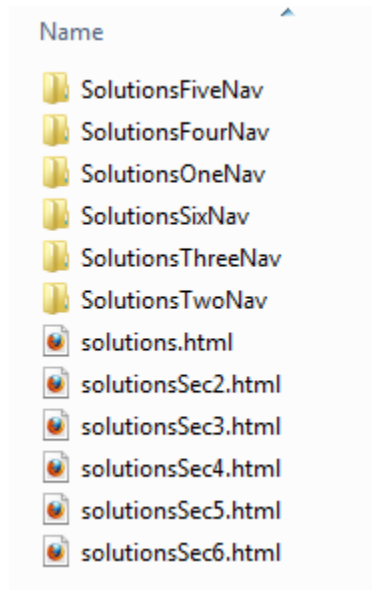 Name
SolutionsFiveNav
SolutionsFourNav
SolutionsOneNav
SolutionsSixNav
SolutionsThreeNav
SolutionsTwoNav
solutions.html
solutionsSec2.html
solutionsSec3.html
solutionsSec4.html
solutionsSec5.html
solutionsSec6.html